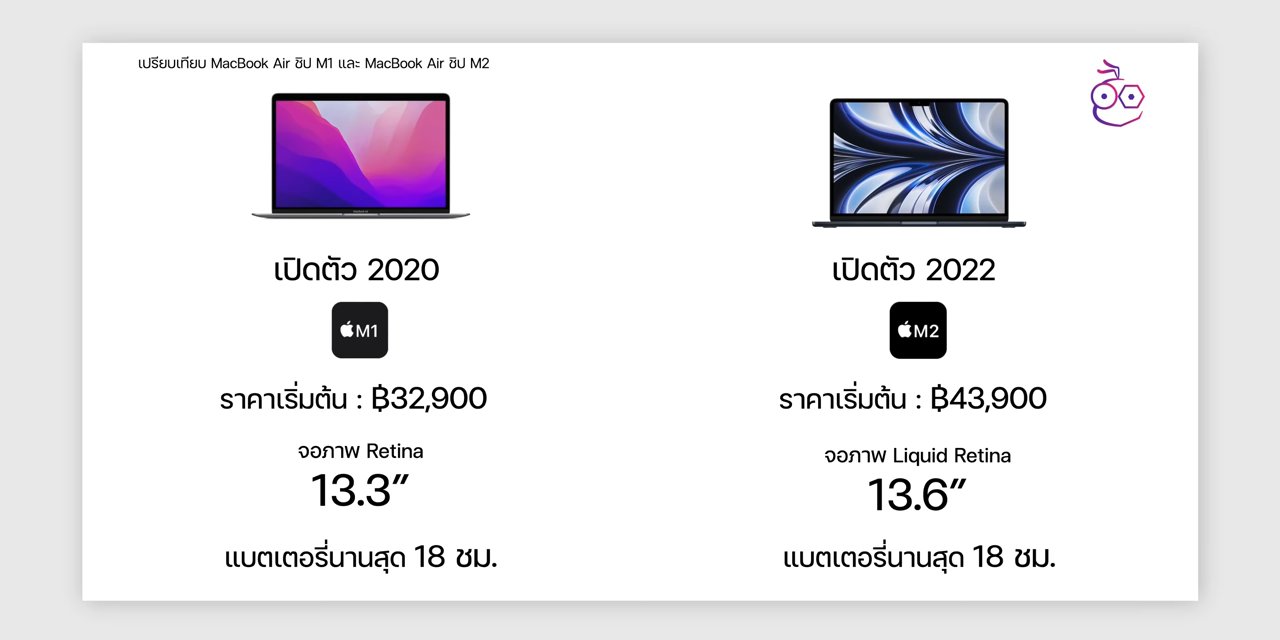 เปรียบเทียบ MacBook Air ชิป M1 และ MacBook Air ชิป M2
เปิดตัว 2020
M1
ราคาเริ่มต้น : ฿32,900
จอภาพ Retina
13.3″
แบตเตอรี่นานสุด 18 ชม.
เปิดตัว 2022
M2
ราคาเริ่มต้น : ฿43,900
จอภาพ Liquid Retina
13.6″
แบตเตอรี่นานสุด 18 ชม.